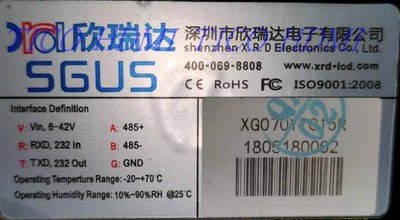 xrd 欣瑞达 深圳市欣瑞达电子有限公司
shenzhen X R D Electronics Co., Ltd.
SGUS 400-069-8808 www.xrd-lcd.com
CE RoHS FC ISO9001:2008
Interface Definition
V: Vin, 6~42V A: 485+
R: RXD, 232 In B: 485-
T: TXD, 232 Out G: GND
Operating Temperture Range: -20~+70℃
Operating Humidity Range: 10%~90%RH @25℃
1805180092